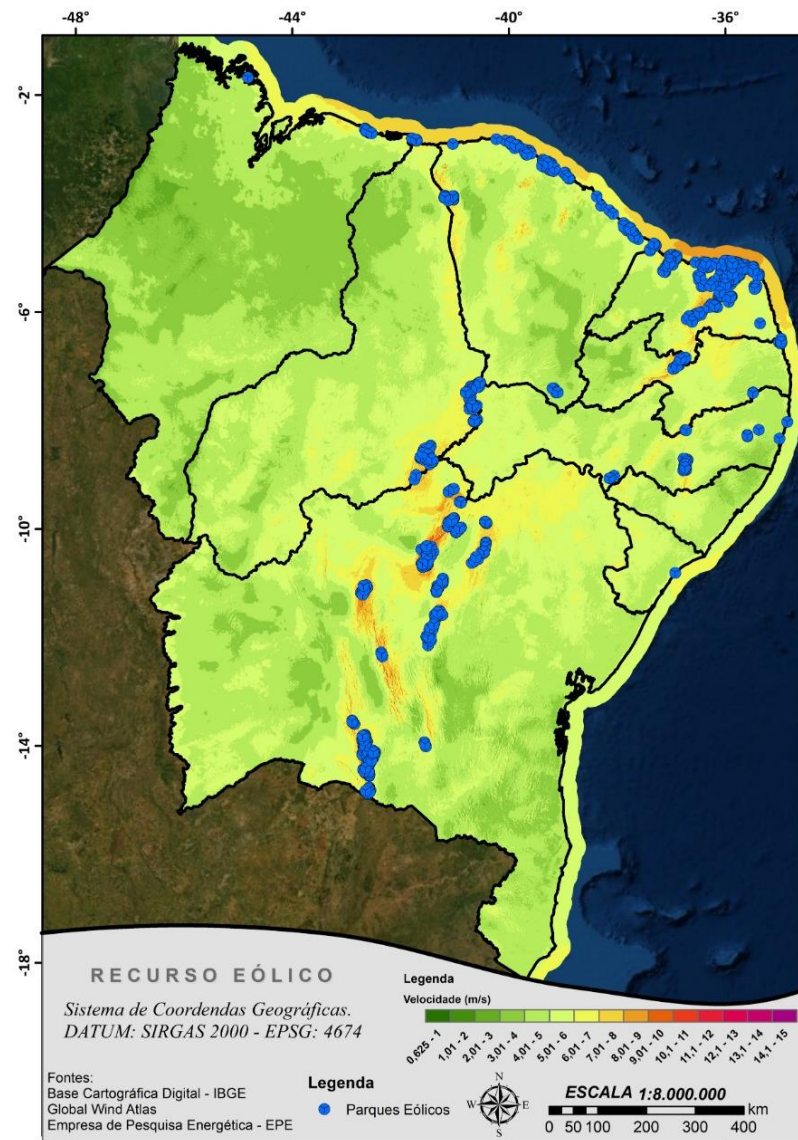 -48° -44° -40° -36°
-2°
-6°
-10°
-14°
-18°
RECURSO EÓLICO
Sistema de Coordendas Geográficas.
DATUM: SIRGAS 2000 - EPSG: 4674
Legenda
Velocidade (m/s)
0,625 - 1
1,01 - 2
2,01 - 3
3,01 - 4
4,01 - 5
5,01 - 6
6,01 - 7
7,01 - 8
8,01 - 9
9,01 - 10
10,1 - 11
11,1 - 12
12,1 - 13
13,1 - 14
14,1 - 15
Fontes:
Base Cartográfica Digital - IBGE
Global Wind Atlas
Empresa de Pesquisa Energética - EPE
Legenda
Parques Eólicos
N
W E
S
ESCALA 1:8.000.000
0 50 100 200 300 400
km